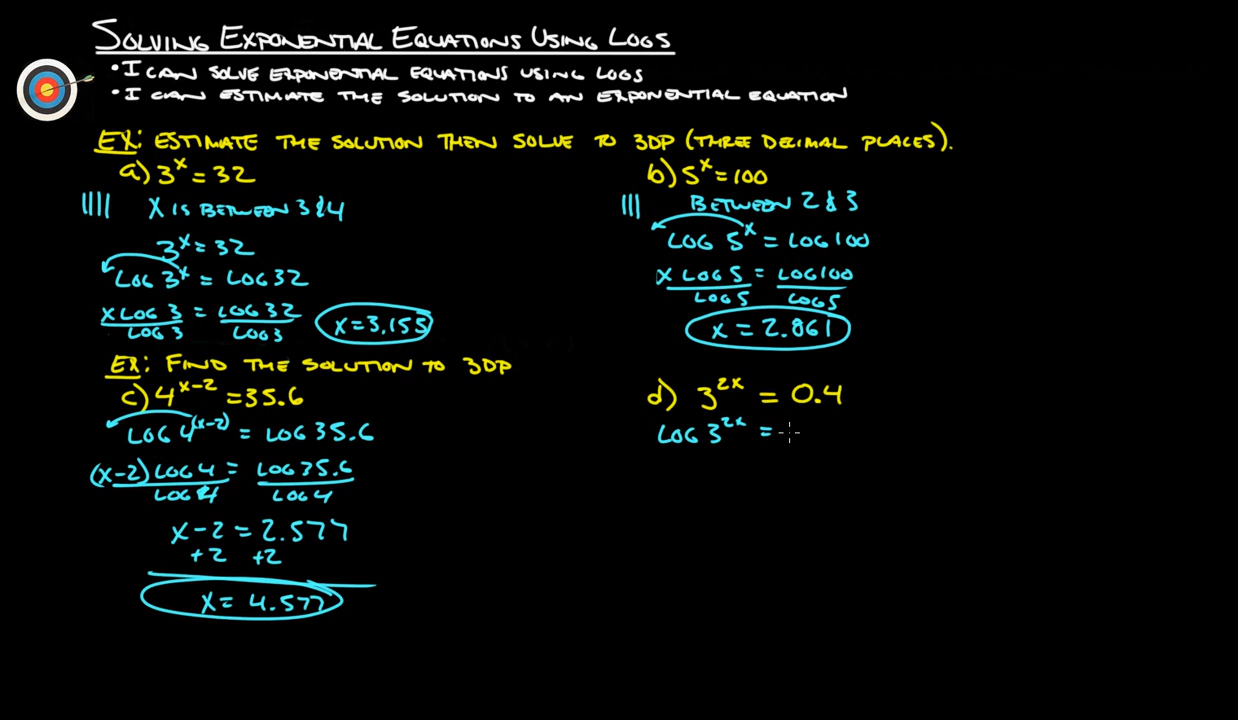 SOLVING EXPONENTIAL EQUATIONS USING LOGS
• I CAN SOLVE EXPONENTIAL EQUATIONS USING LOGS
• I CAN ESTIMATE THE SOLUTION TO AN EXPONENTIAL EQUATION
EX: ESTIMATE THE SOLUTION THEN SOLVE TO 3DP (THREE DECIMAL PLACES).
a) 3^x = 32
|||| X IS BETWEEN 3 & 4
3^x = 32
LOG 3^x = LOG 32
x LOG 3 = LOG 32
LOG 3 LOG 3
x = 3.155
b) 5^x = 100
||| BETWEEN 2 & 3
LOG 5^x = LOG 100
x LOG 5 = LOG 100
LOG 5 LOG 5
x = 2.861
EX: FIND THE SOLUTION TO 3DP
c) 4^x-2 = 35.6
LOG 4^(x-2) = LOG 35.6
(x-2) LOG 4 = LOG 35.6
LOG 4 LOG 4
x-2 = 2.577
+2 +2
x = 4.577
d) 3^2x = 0.4
LOG 3^2x =